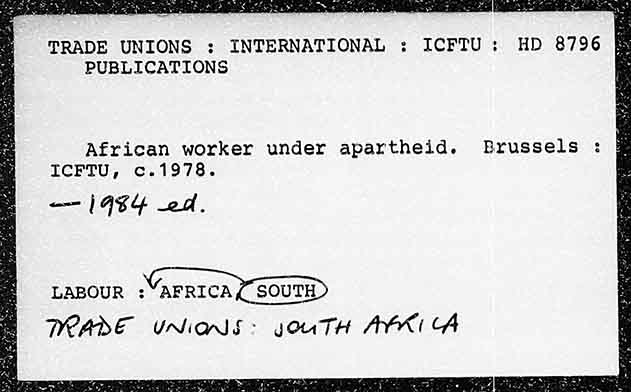 TRADE UNIONS : INTERNATIONAL : ICFTU : HD 8796
PUBLICATIONS
African worker under apartheid. Brussels :
ICFTU, c.1978.
— 1984 ed.
LABOUR : AFRICA, SOUTH
TRADE UNIONS: SOUTH AFRICA